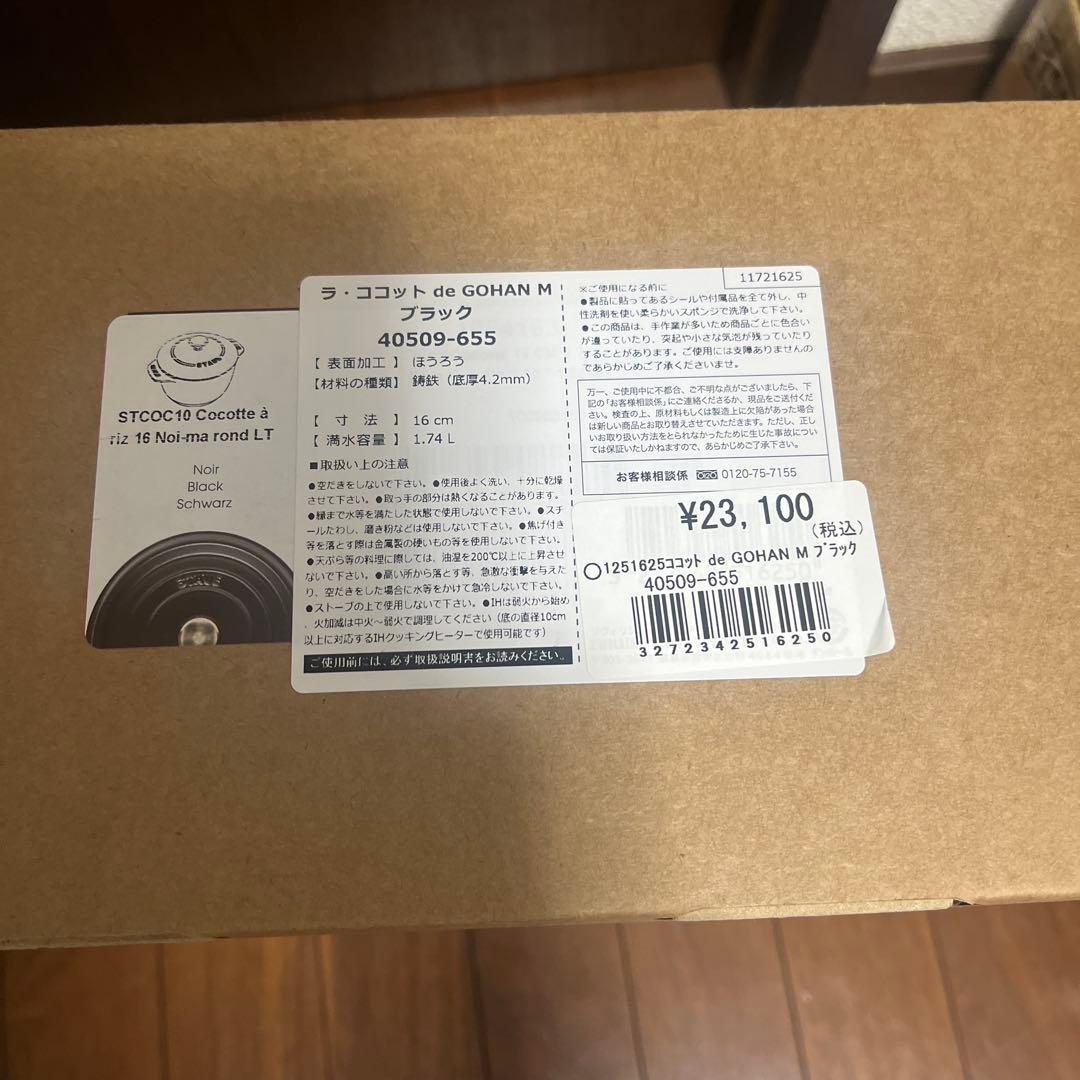 STAUB
STCOC10 Cocotte à
riz 16 Noi-ma rond LT
Noir
Black
Schwarz
STAUB
ラ・ココット de GOHAN M
ブラック
40509-655
【 表面加工 】 ほうろう
【材料の種類】 鋳鉄（底厚4.2mm）
【 寸 法 】 16 cm
【 満水容量 】 1.74 L
■取扱い上の注意
●空だきをしないで下さい。●使用後よく洗い、十分に乾燥
させて下さい。●取っ手の部分は熱くなることがあります。
●縁まで水等を満たした状態で使用しないで下さい。●スチ
ールたわし、磨き粉などは使用しないで下さい。●焦げ付き
等を落とす際は金属製の硬いもの等を使用しないで下さい。
●天ぷら等の料理に際しては、油温を200℃以上に上昇させ
ないで下さい。●高い所から落とす等、急激な衝撃を与えた
り、空だきをした場合に水等をかけて急冷しないで下さい。
●ストーブの上で使用しないで下さい。●IHは弱火から始め
、火加減は中火～弱火で調理してください（底の直径10cm
以上に対応するIHクッキングヒーターで使用可能です）
ご使用前には、必ず取扱説明書をお読みください。
11721625
※ご使用になる前に
●製品に貼ってあるシールや付属品を全て外し、中
性洗剤を使い柔らかいスポンジで洗浄して下さい。
●この商品は、手作業が多いため商品ごとに色合い
が違っていたり、突起や小さな気泡が残っていたり
することがあります。ご使用には支障ありませんの
であらかじめご了承くださいませ。
万一、ご使用中に不都合、ご不明な点がございましたら、下
記の「お客様相談係」にご連絡くださるか、現品をご送付くだ
さい。検査の上、原材料もしくは製造上に欠陥があった場合
は新しい商品とお取り替えさせていただきます。ただし、正し
いお取り扱い方法をとられなかったために生じた事故につい
ては保証いたしかねますので、あらかじめご了承下さい。
お客様相談係 0120-75-7155
¥23,100
(税込)
○1251625ココット de GOHAN M ブラック
40509-655
3272342516250